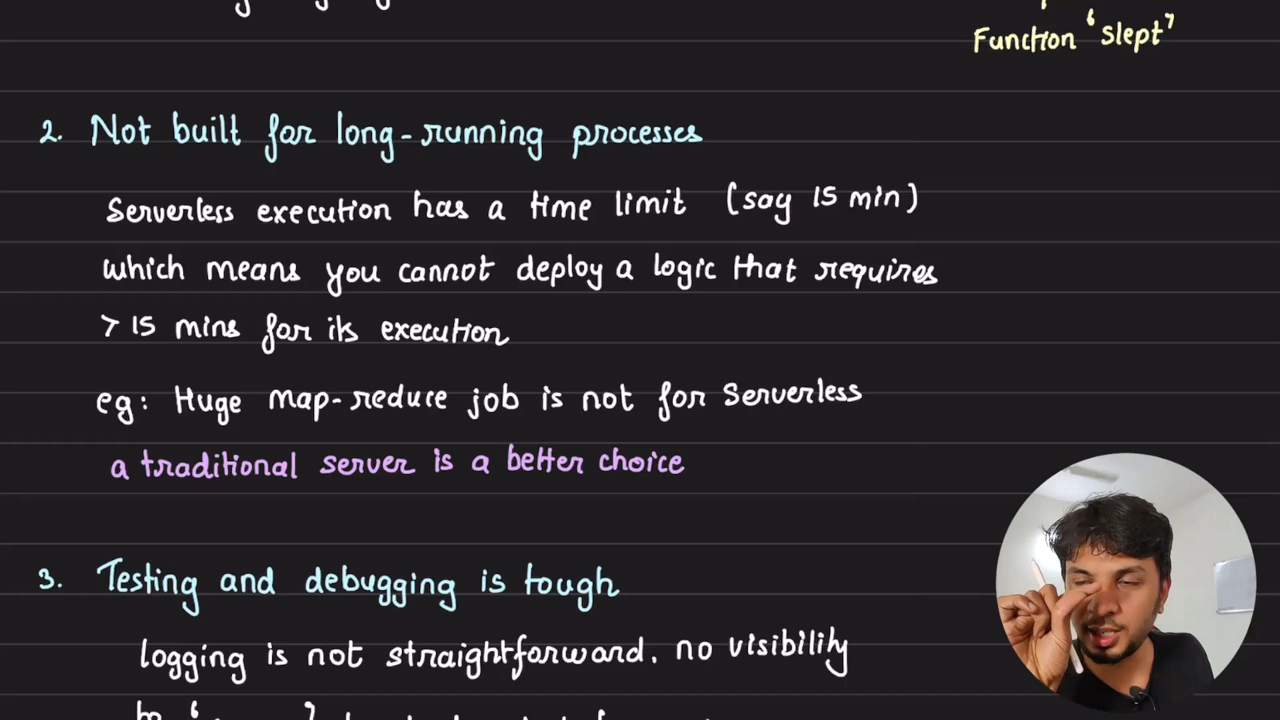 Function 'slept'
2. Not built for long-running processes
Serverless execution has a time limit (say 15 min)
which means you cannot deploy a logic that requires
> 15 mins for its execution
eg: Huge map-reduce job is not for Serverless
a traditional server is a better choice
3. Testing and debugging is tough
logging is not straightforward. no visibility